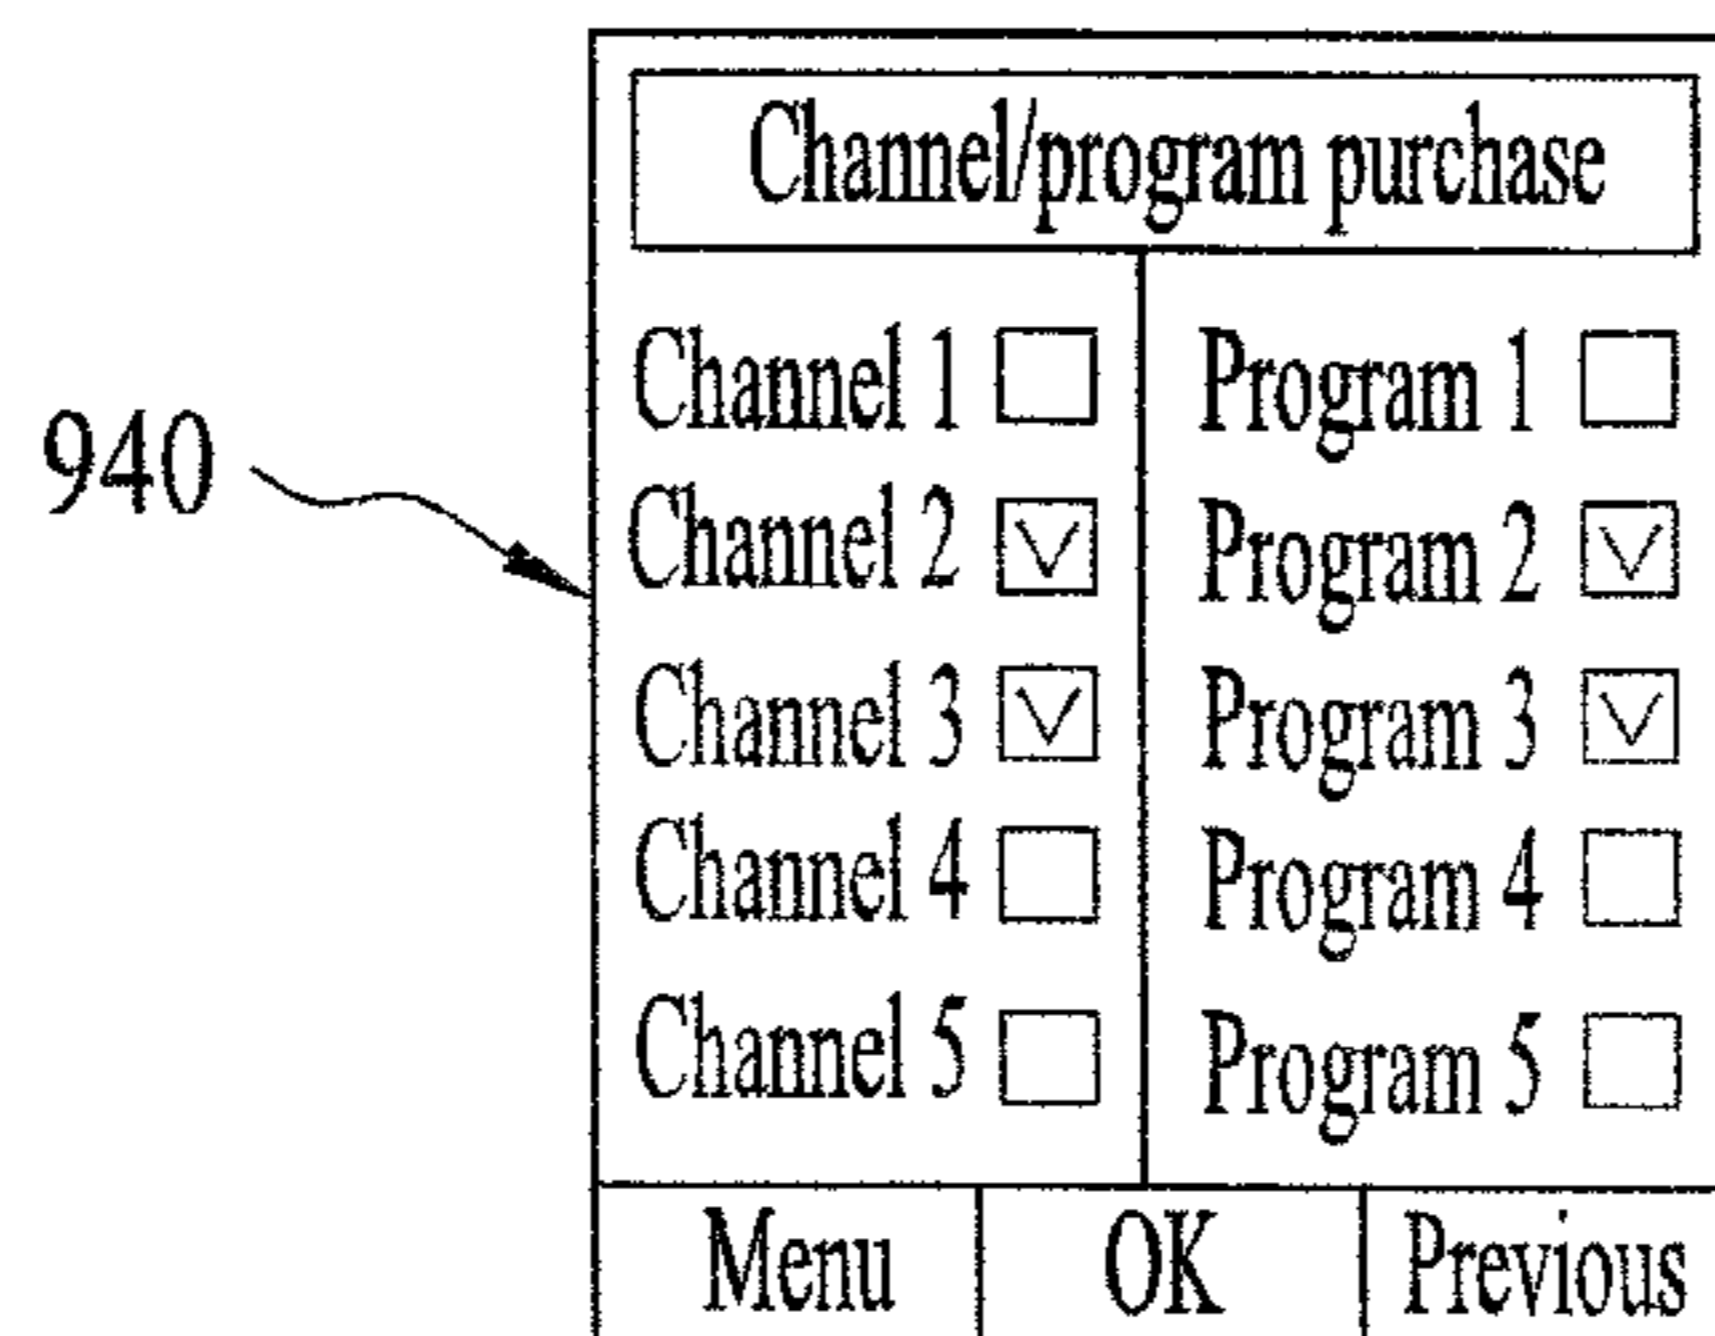 Channel/program purchase
Channel 1 Program 1
940
Channel 2 Program 2
Channel 3 Program 3
Channel 4 Program 4
Channel 5 Program 5
Menu OK Previous